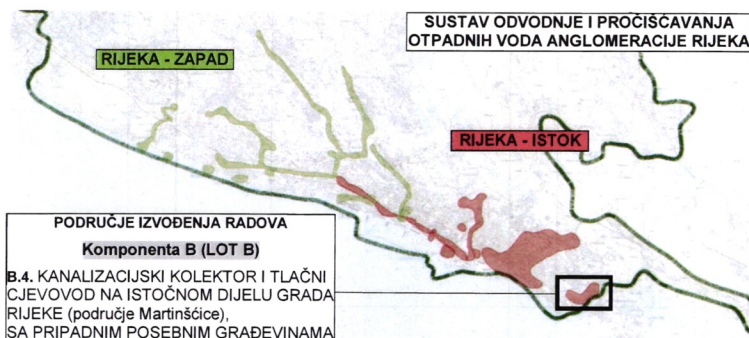 SUSTAV ODVODNJE I PROČIŠĆAVANJA
OTPADNIH VODA ANGLOMERACIJE RIJEKA
RIJEKA - ZAPAD
RIJEKA - ISTOK
PODRUČJE IZVOĐENJA RADOVA
Komponenta B (LOT B)
B.4. KANALIZACIJSKI KOLEKTOR I TLAČNI
CJEVOVOD NA ISTOČNOM DIJELU GRADA
RIJEKE (područje Martinšćice),
SA PRIPADNIM POSEBNIM GRAĐEVINAMA